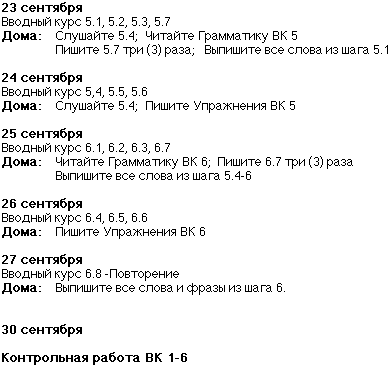 23 сентября
Вводный курс 5.1, 5.2, 5.3, 5.7
Дома: Слушайте 5.4; Читайте Грамматику ВК 5
Пишите 5.7 три (3) раза; Выпишите все слова из шага 5.1
24 сентября
Вводный курс 5,4, 5.5, 5.6
Дома: Слушайте 5.4; Пишите Упражнения ВК 5
25 сентября
Вводный курс 6.1, 6.2, 6.3, 6.7
Дома: Читайте Грамматику ВК 6; Пишите 6.7 три (3) раза
Выпишите все слова из шага 5.4-6
26 сентября
Вводный курс 6.4, 6.5, 6.6
Дома: Пишите Упражнения ВК 6
27 сентября
Вводный курс 6.8 -Повторение
Дома: Выпишите все слова и фразы из шага 6.
30 сентября
Контрольная работа ВК 1-6